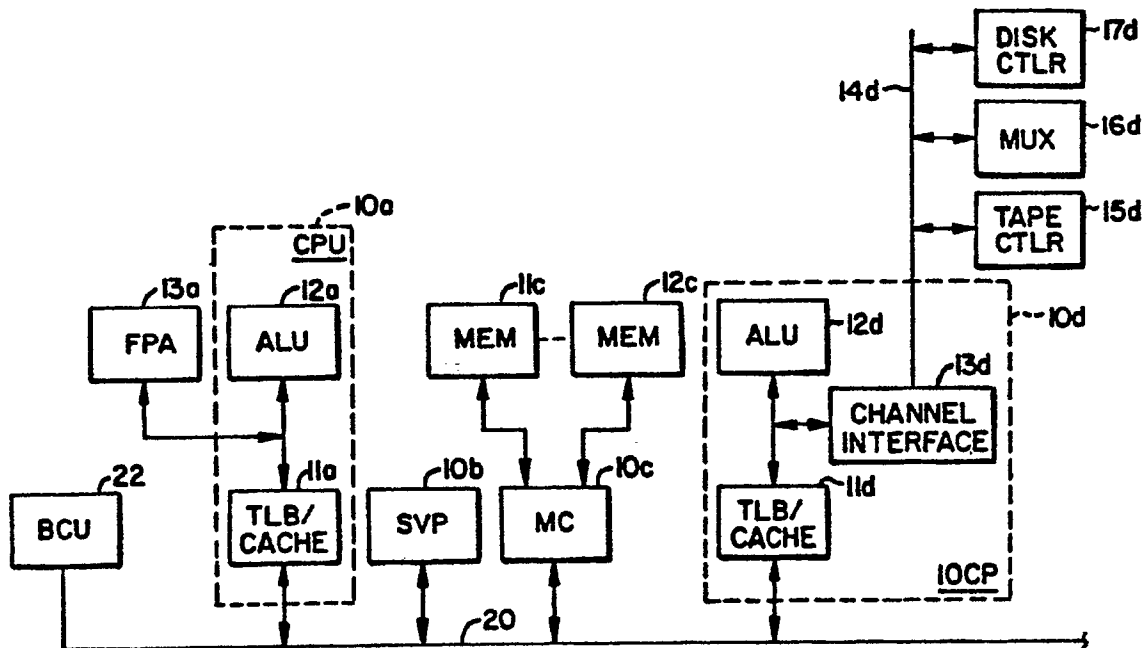 DISK
CTLR
17d
14d
MUX
16d
TAPE
CTLR
15d
10a
CPU
13a
FPA
12a
ALU
11c
MEM
12c
MEM
ALU
12d
10d
13d
CHANNEL
INTERFACE
22
BCU
11a
TLB/
CACHE
10b
SVP
10c
MC
11d
TLB/
CACHE
IOCP
20